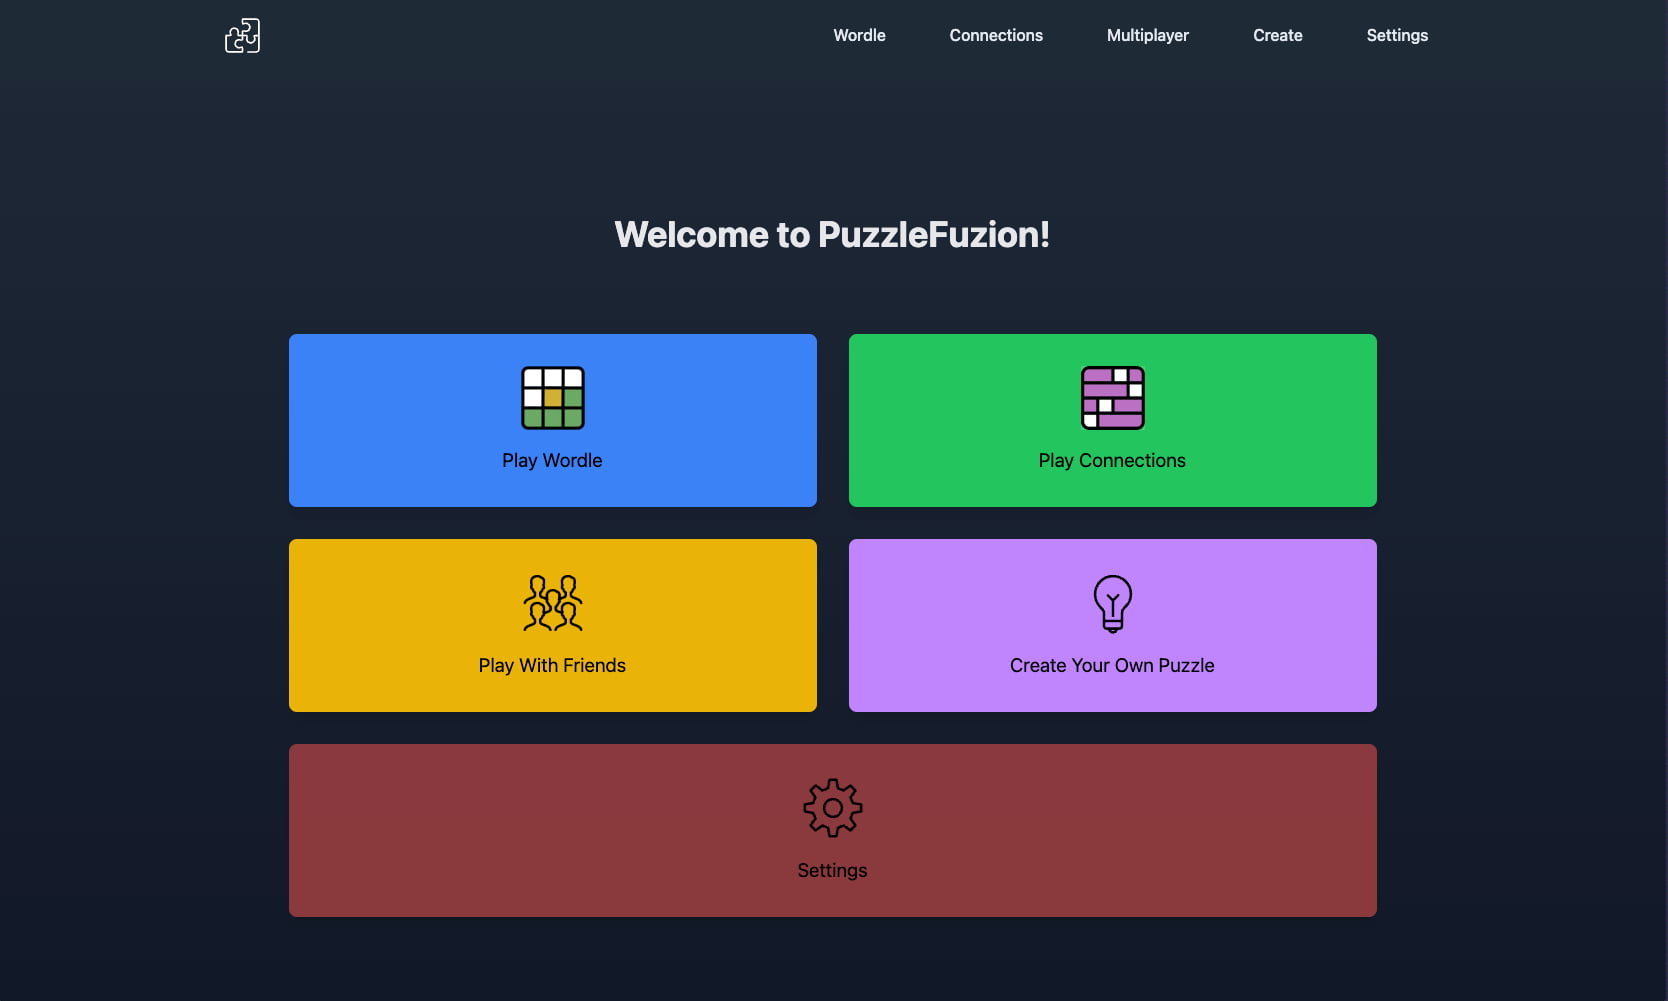 Wordle
Connections
Multiplayer
Create
Settings
Welcome to PuzzleFuzion!
Play Wordle
Play Connections
Play With Friends
Create Your Own Puzzle
Settings